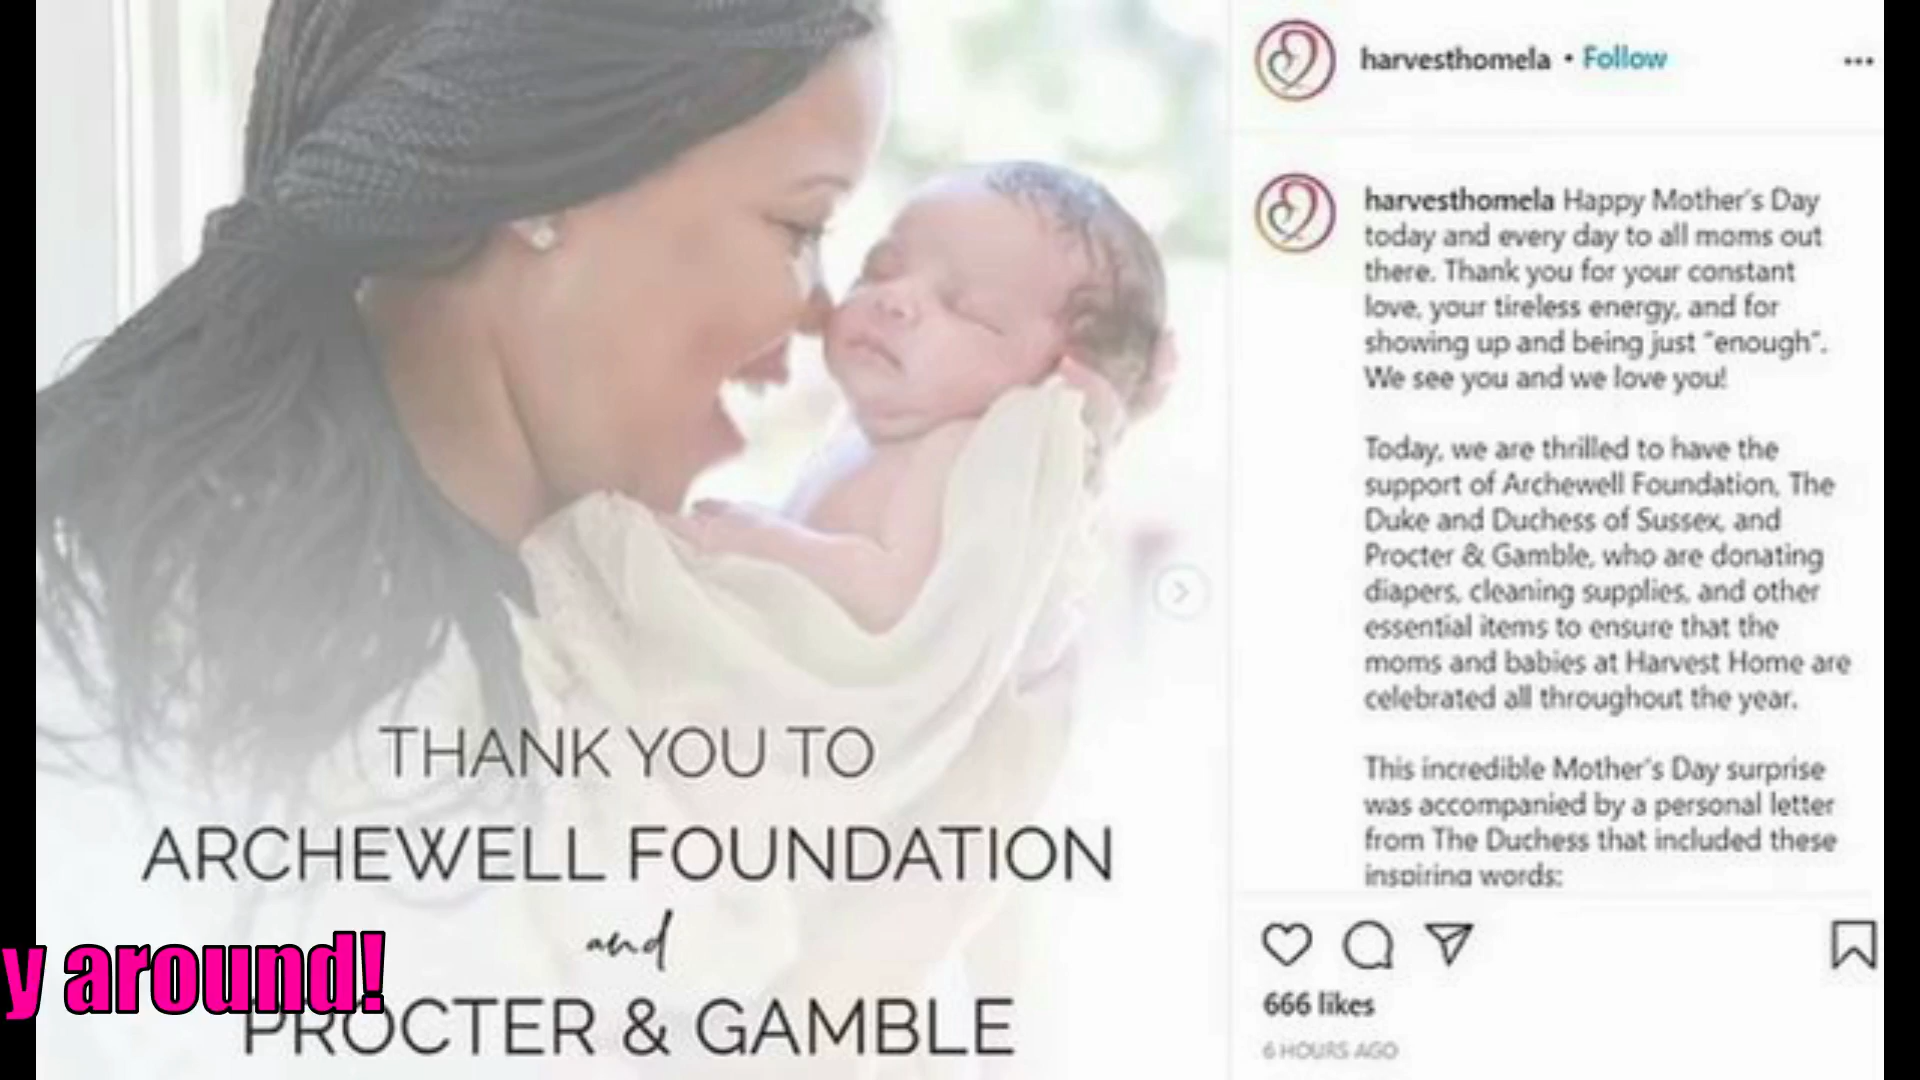 THANK YOU TO
ARCHEWELL FOUNDATION
and
PROCTER & GAMBLE
y around!
harvesthomela • Follow
harvesthomela Happy Mother's Day
today and every day to all moms out
there. Thank you for your constant
love, your tireless energy, and for
showing up and being just "enough".
We see you and we love you!
Today, we are thrilled to have the
support of Archewell Foundation, The
Duke and Duchess of Sussex, and
Procter & Gamble, who are donating
diapers, cleaning supplies, and other
essential items to ensure that the
moms and babies at Harvest Home are
celebrated all throughout the year.
This incredible Mother's Day surprise
was accompanied by a personal letter
from The Duchess that included these
inspiring words:
666 likes
6 HOURS AGO